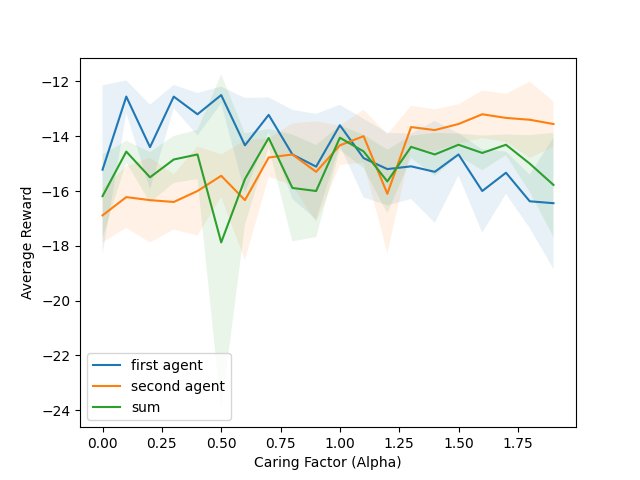 −12
−14
−16
−18
−20
−22
−24
Average Reward
first agent
second agent
sum
0.00 0.25 0.50 0.75 1.00 1.25 1.50 1.75
Caring Factor (Alpha)